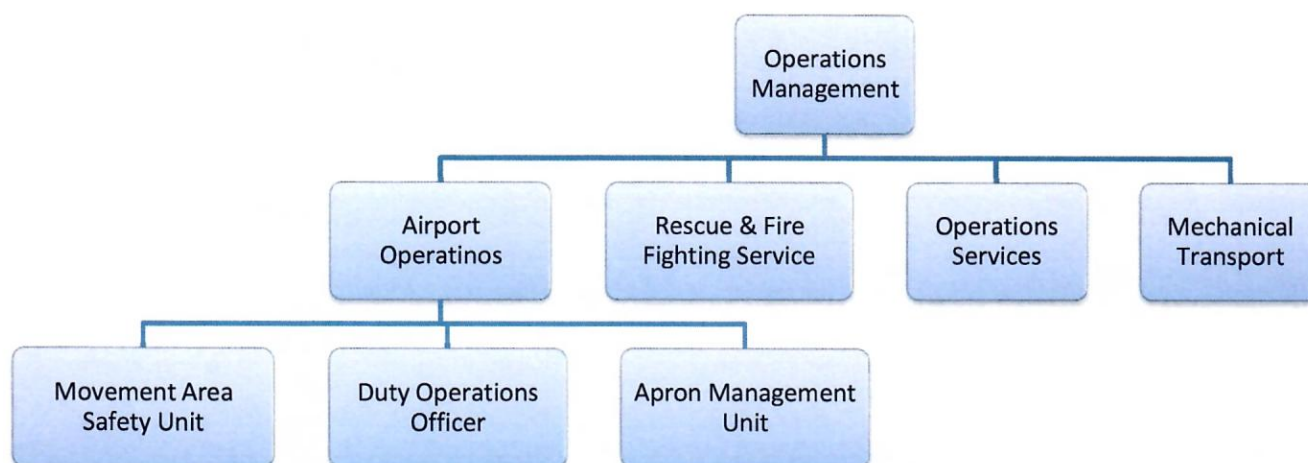 Operations
Management
Airport
Operatinos
Rescue & Fire
Fighting Service
Operations
Services
Mechanical
Transport
Movement Area
Safety Unit
Duty Operations
Officer
Apron Management
Unit